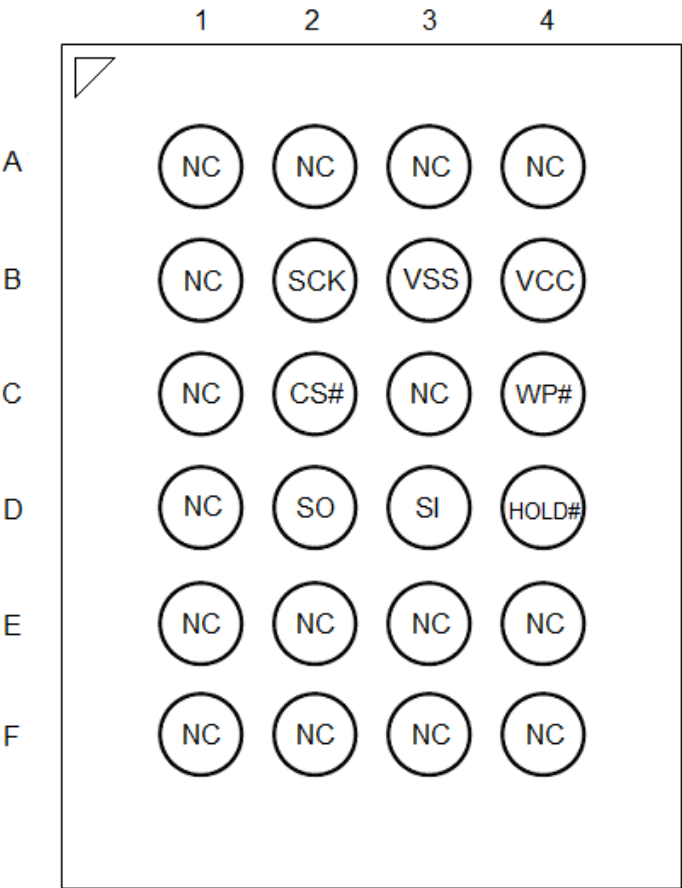 1 2 3 4
A NC NC NC NC
B NC SCK VSS VCC
C NC CS# NC WP#
D NC SO SI HOLD#
E NC NC NC NC
F NC NC NC NC